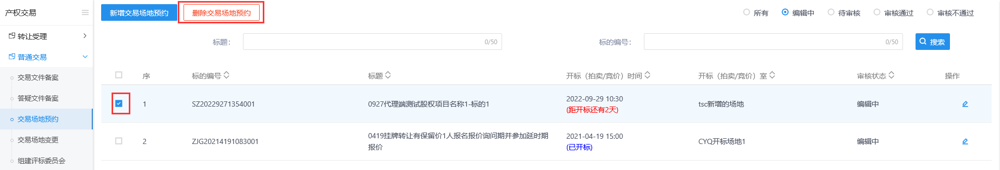 产权交易
转让受理
普通交易
交易文件备案
答疑文件备案
交易场地预约
交易场地变更
组建评标委员会
新增交易场地预约 删除交易场地预约 所有 编辑中 待审核 审核通过 审核不通过
标题: 0/50 标的编号: 0/50 搜索
序 标的编号 标题 开标（拍卖/竞价）时间 开标（拍卖/竞价）室 审核状态 操作
1 SZ20229271354001 0927代理端测试股权项目名称1-标的1 2022-09-29 10:30 tsc新增的场地 编辑中
(距开标还有2天)
2 ZJG20214191083001 0419挂牌转让有保留价1人报名报价询问期并参加延时期 2021-04-19 15:00 CYQ开标场地1 编辑中
报价 (已开标)